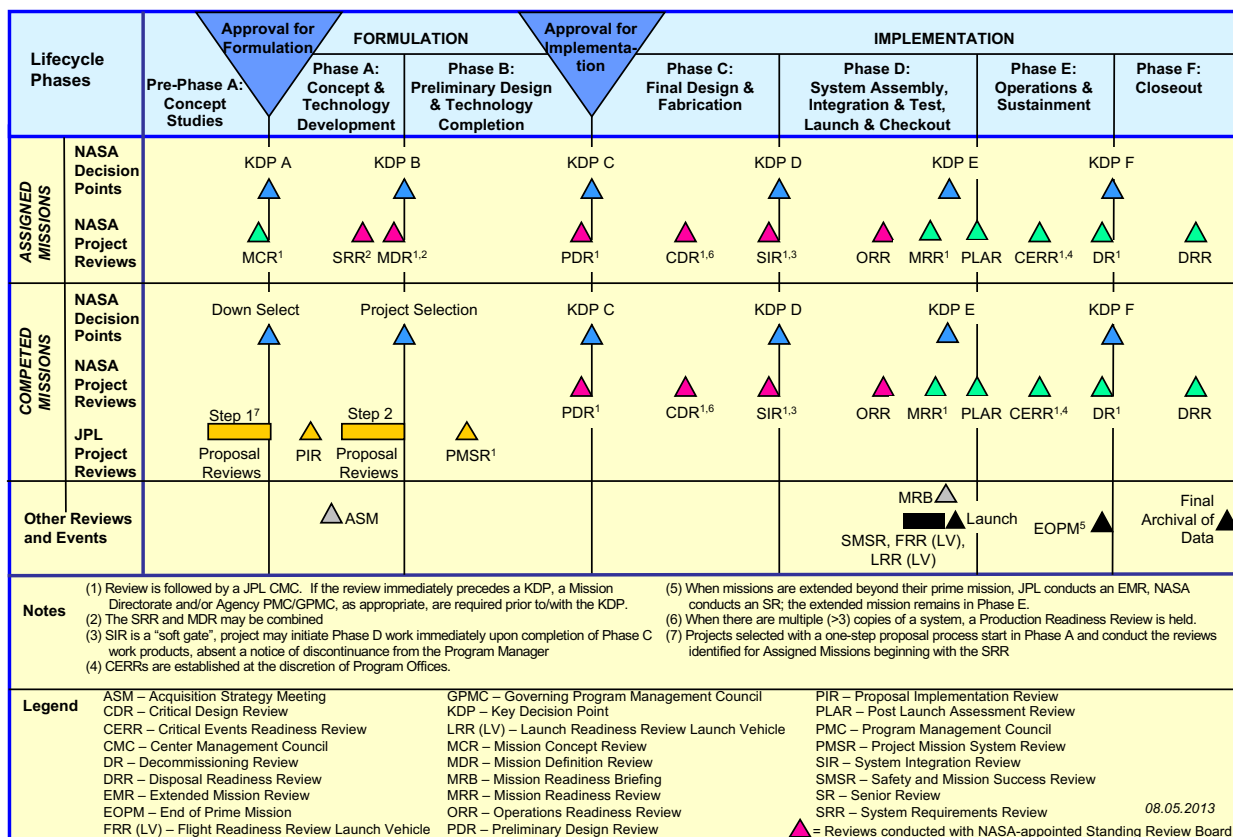 Lifecycle
Phases
Approval for
Formulation
FORMULATION
Approval for
Implementa-
tion
IMPLEMENTATION
Pre-Phase A:
Concept
Studies
Phase A:
Concept &
Technology
Development
Phase B:
Preliminary Design
& Technology
Completion
Phase C:
Final Design &
Fabrication
Phase D:
System Assembly,
Integration & Test,
Launch & Checkout
Phase E:
Operations &
Sustainment
Phase F:
Closeout
ASSIGNED
MISSIONS
NASA
Decision
Points
KDP A
KDP B
KDP C
KDP D
KDP E
KDP F
NASA
Project
Reviews
MCR1
SRR2
MDR1,2
PDR1
CDR1,6
SIR1,3
ORR
MRR1
PLAR
CERR1,4
DR1
DRR
COMPETED
MISSIONS
NASA
Decision
Points
Down Select
Project Selection
KDP C
KDP D
KDP E
KDP F
NASA
Project
Reviews
PDR1
CDR1,6
SIR1,3
ORR
MRR1
PLAR
CERR1,4
DR1
DRR
JPL
Project
Reviews
Step 17
Proposal
Reviews
PIR
Step 2
Proposal
Reviews
PMSR1
Other Reviews
and Events
ASM
MRB
Launch
SMSR, FRR (LV),
LRR (LV)
EOPM5
Final
Archival of
Data
Notes
(1) Review is followed by a JPL CMC. If the review immediately precedes a KDP, a Mission
Directorate and/or Agency PMC/GPMC, as appropriate, are required prior to/with the KDP.
(2) The SRR and MDR may be combined
(3) SIR is a “soft gate”, project may initiate Phase D work immediately upon completion of Phase C
work products, absent a notice of discontinuance from the Program Manager
(4) CERRs are established at the discretion of Program Offices.
(5) When missions are extended beyond their prime mission, JPL conducts an EMR, NASA
conducts an SR; the extended mission remains in Phase E.
(6) When there are multiple (>3) copies of a system, a Production Readiness Review is held.
(7) Projects selected with a one-step proposal process start in Phase A and conduct the reviews
identified for Assigned Missions beginning with the SRR
Legend
ASM – Acquisition Strategy Meeting
CDR – Critical Design Review
CERR – Critical Events Readiness Review
CMC – Center Management Council
DR – Decommissioning Review
DRR – Disposal Readiness Review
EMR – Extended Mission Review
EOPM – End of Prime Mission
FRR (LV) – Flight Readiness Review Launch Vehicle
GPMC – Governing Program Management Council
KDP – Key Decision Point
LRR (LV) – Launch Readiness Review Launch Vehicle
MCR – Mission Concept Review
MDR – Mission Definition Review
MRB – Mission Readiness Briefing
MRR – Mission Readiness Review
ORR – Operations Readiness Review
PDR – Preliminary Design Review
PIR – Proposal Implementation Review
PLAR – Post Launch Assessment Review
PMC – Program Management Council
PMSR – Project Mission System Review
SIR – System Integration Review
SMSR – Safety and Mission Success Review
SR – Senior Review
SRR – System Requirements Review
= Reviews conducted with NASA-appointed Standing Review Board
08.05.2013